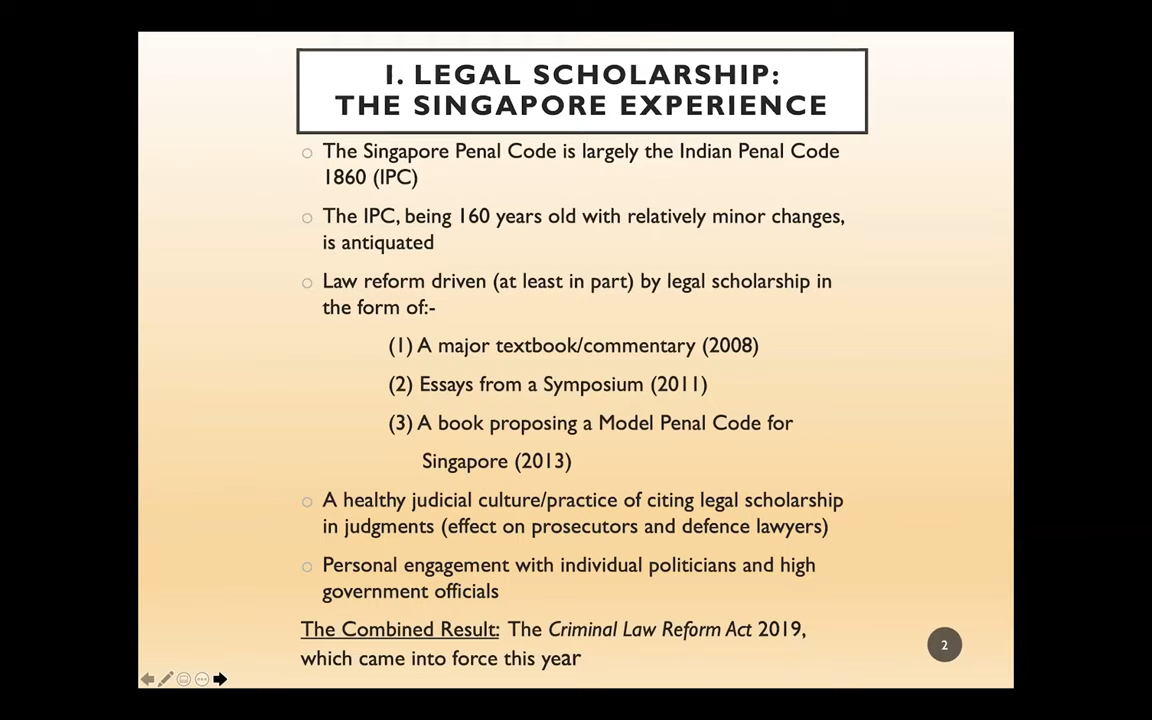 I. LEGAL SCHOLARSHIP:
THE SINGAPORE EXPERIENCE
The Singapore Penal Code is largely the Indian Penal Code
1860 (IPC)
The IPC, being 160 years old with relatively minor changes,
is antiquated
Law reform driven (at least in part) by legal scholarship in
the form of:-
(1) A major textbook/commentary (2008)
(2) Essays from a Symposium (2011)
(3) A book proposing a Model Penal Code for
Singapore (2013)
A healthy judicial culture/practice of citing legal scholarship
in judgments (effect on prosecutors and defence lawyers)
Personal engagement with individual politicians and high
government officials
The Combined Result: The Criminal Law Reform Act 2019,
which came into force this year
2